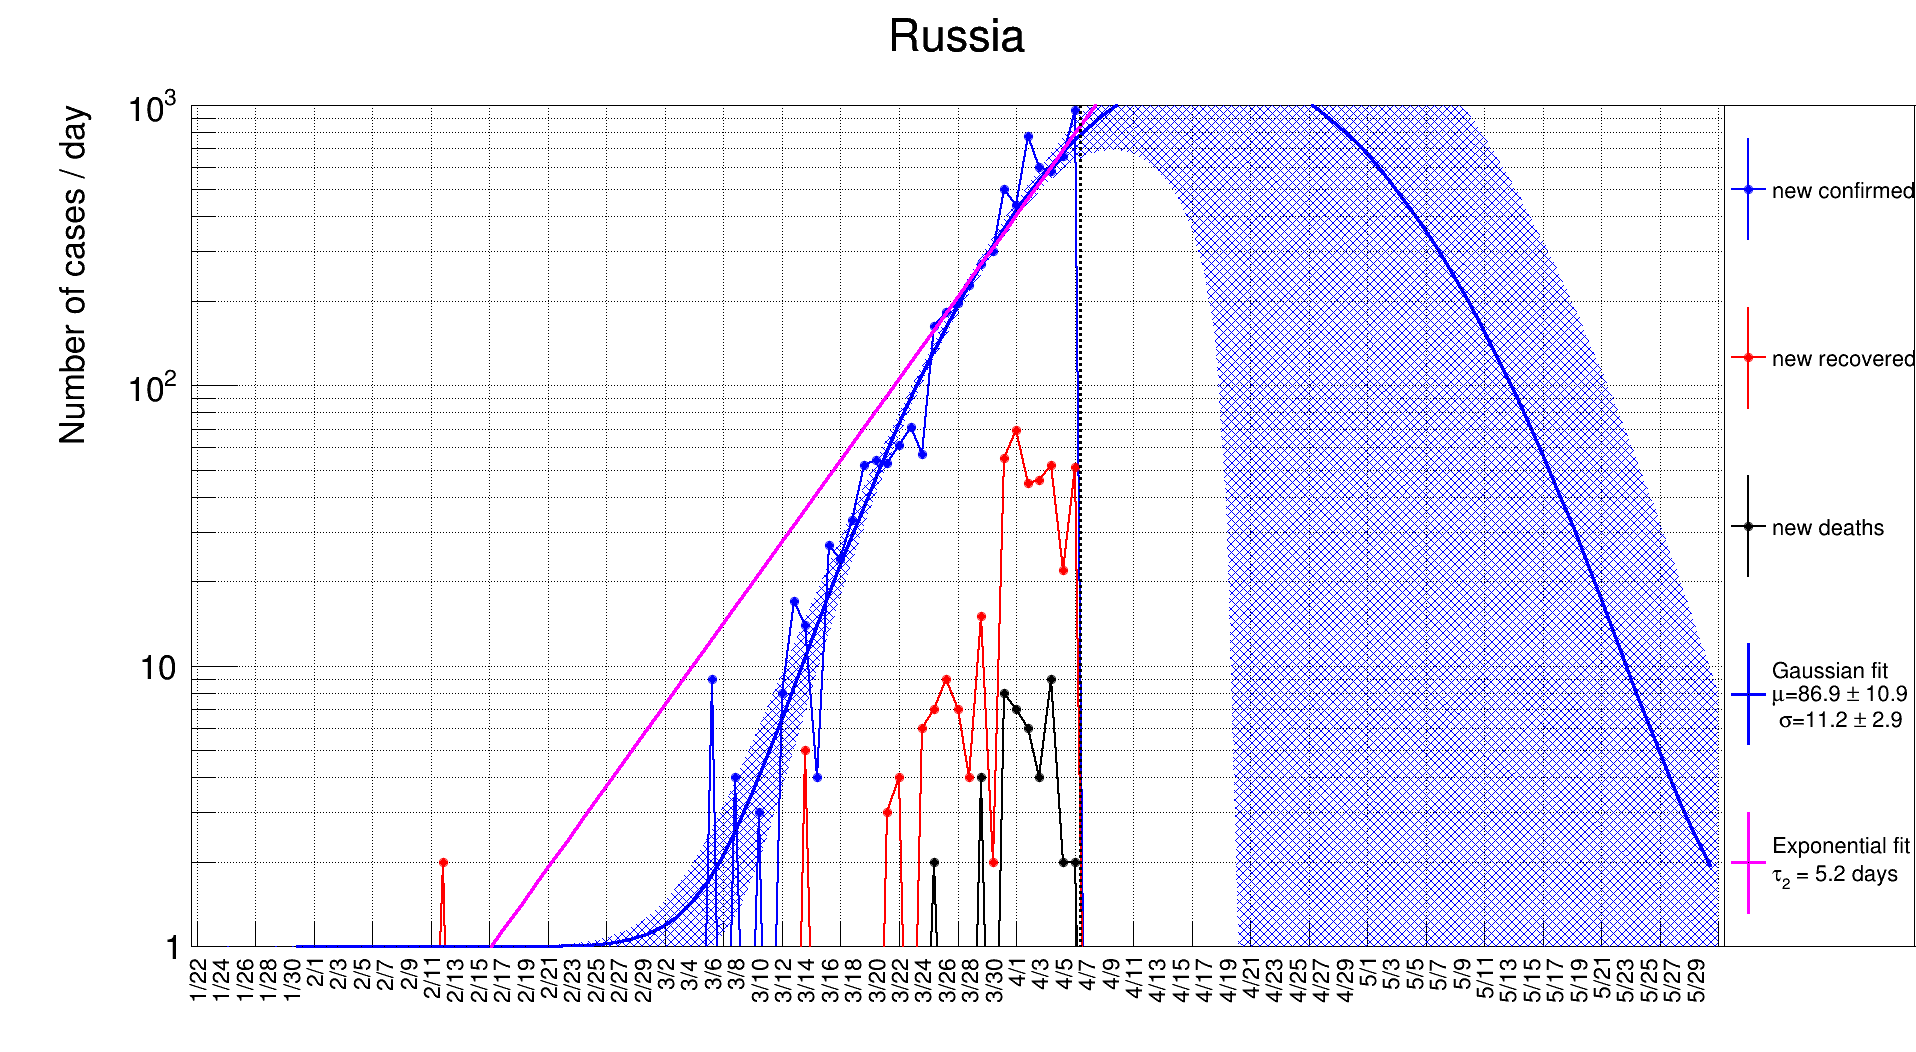 Russia
Number of cases / day
10³
10²
10
1
1/22 1/24 1/26 1/28 1/30 2/1 2/3 2/5 2/7 2/9 2/11 2/13 2/15 2/17 2/19 2/21 2/23 2/25 2/27 2/29 3/2 3/4 3/6 3/8 3/10 3/12 3/14 3/16 3/18 3/20 3/22 3/24 3/26 3/28 3/30 4/1 4/3 4/5 4/7 4/9 4/11 4/13 4/15 4/17 4/19 4/21 4/23 4/25 4/27 4/29 5/1 5/3 5/5 5/7 5/9 5/11 5/13 5/15 5/17 5/19 5/21 5/23 5/25 5/27 5/29
new confirmed
new recovered
new deaths
Gaussian fit
μ=86.9 ± 10.9
σ=11.2 ± 2.9
Exponential fit
τ₂ = 5.2 days